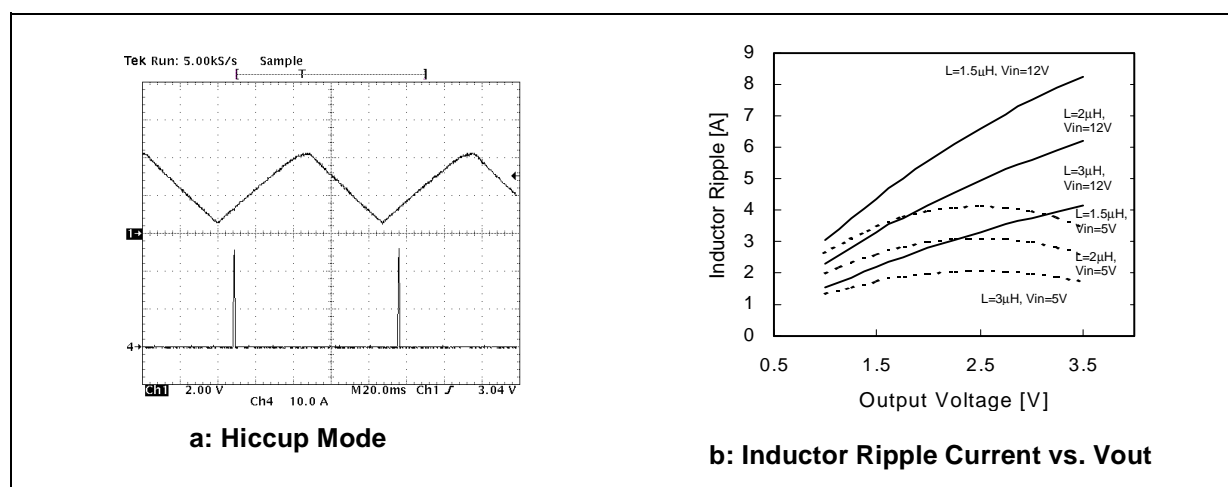 Tek Run: 5.00kS/s Sample
[ T ]
1→
4→
Ch1 2.00 V M20.0ms Ch1 ∫ 3.04 V
Ch4 10.0 A
a: Hiccup Mode
9
8
7
6
5
4
3
2
1
0
Inductor Ripple [A]
L=1.5μH, Vin=12V
L=2μH,
Vin=12V
L=3μH,
Vin=12V
L=1.5μH,
Vin=5V
L=2μH,
Vin=5V
L=3μH, Vin=5V
0.5 1.5 2.5 3.5
Output Voltage [V]
b: Inductor Ripple Current vs. Vout